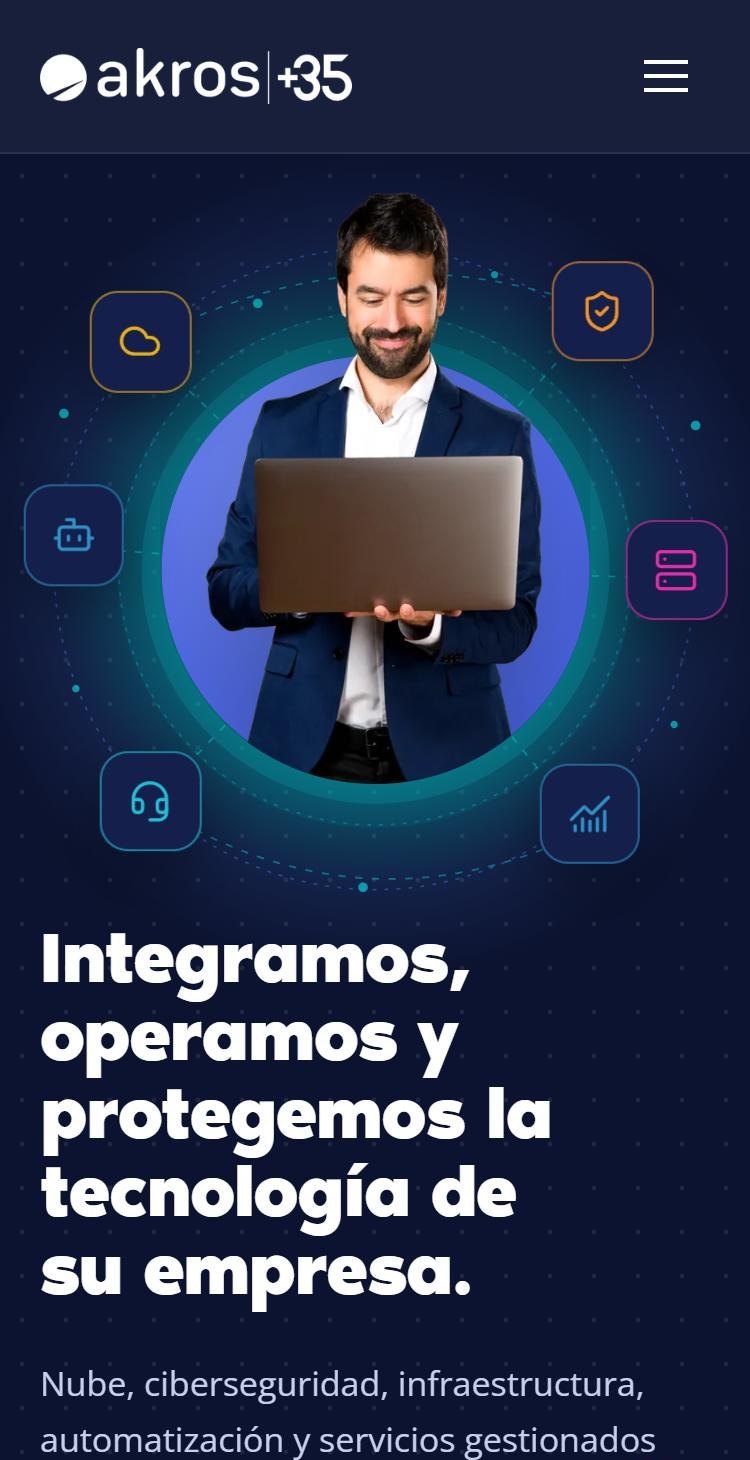 akros +35
Integramos,
operamos y
protegemos la
tecnología de
su empresa.
Nube, ciberseguridad, infraestructura,
automatización y servicios gestionados